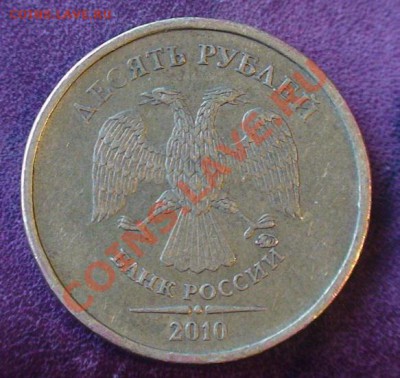 COINSLAVE.RU
ДЕСЯТЬ РУБЛЕЙ
COINSLAVE.RU
БАНК РОССИИ
2010